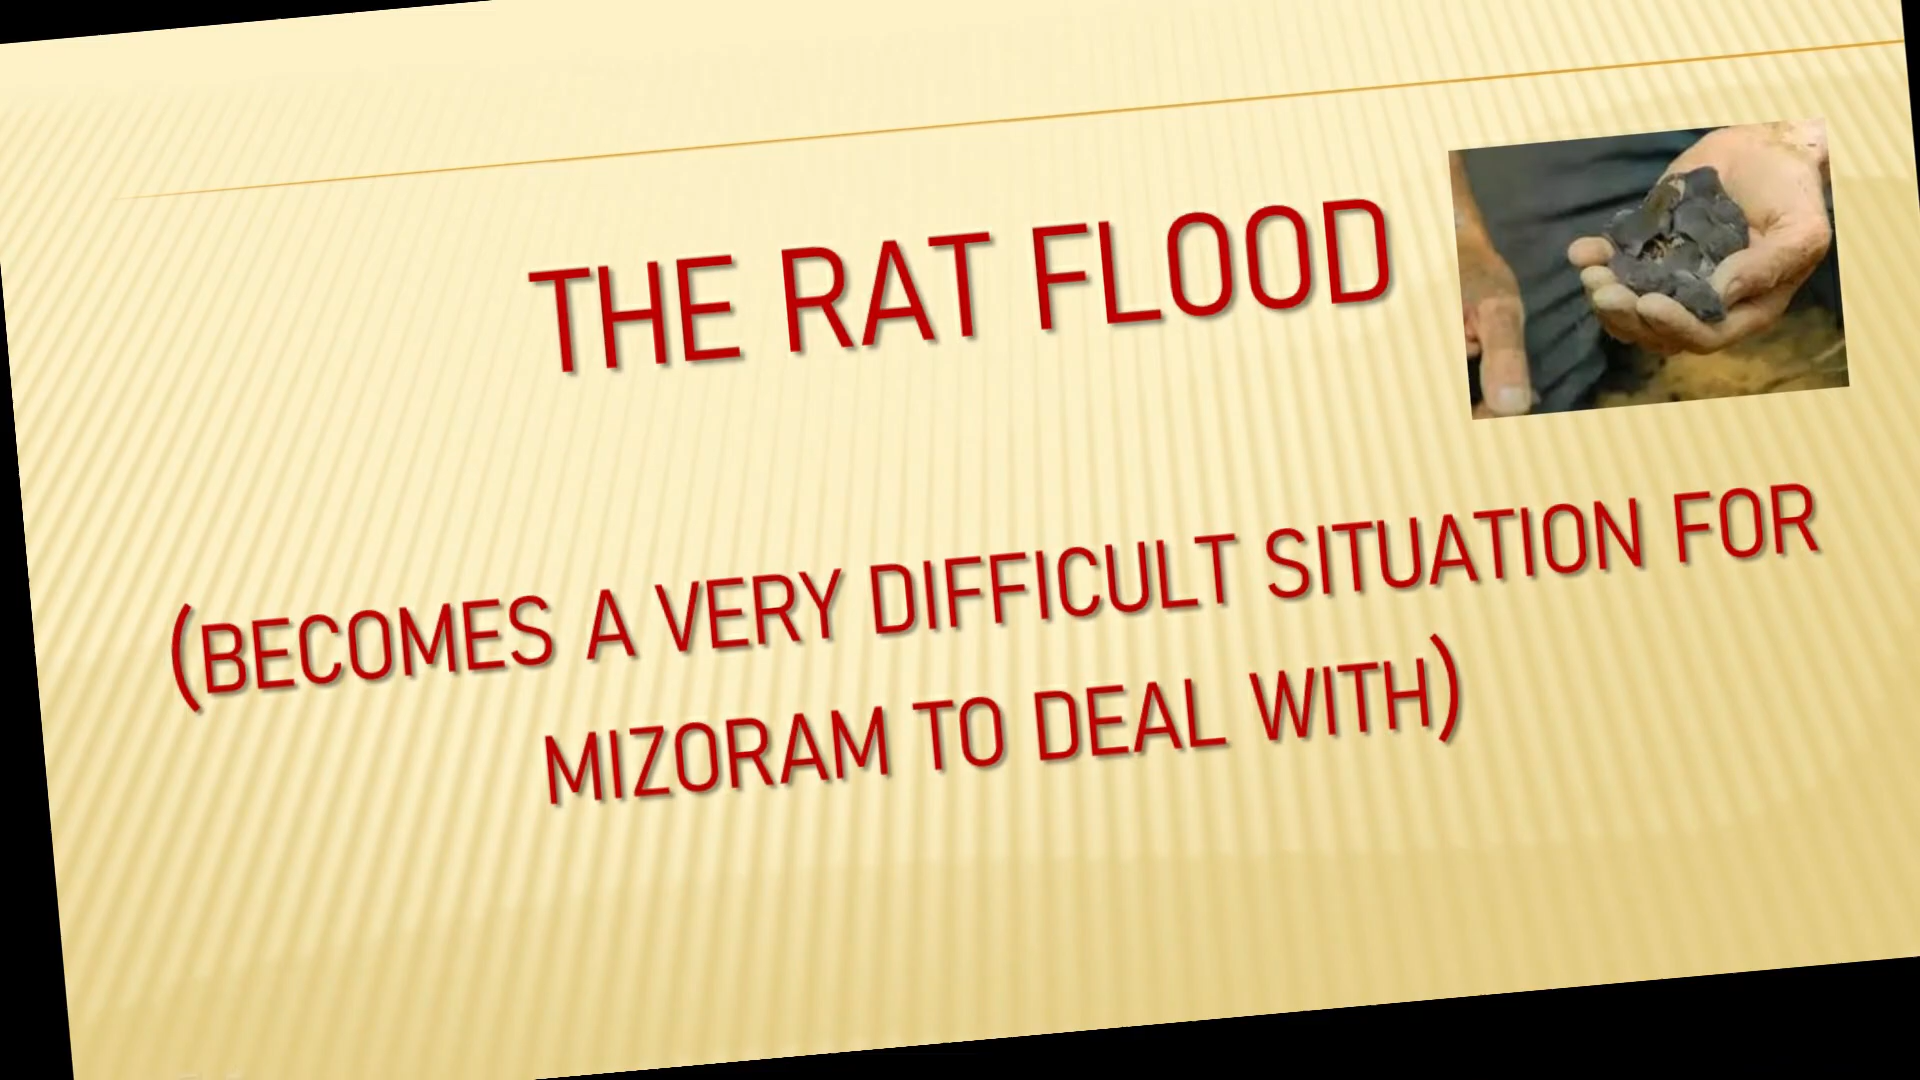 THE RAT FLOOD
(BECOMES A VERY DIFFICULT SITUATION FOR
MIZORAM TO DEAL WITH)